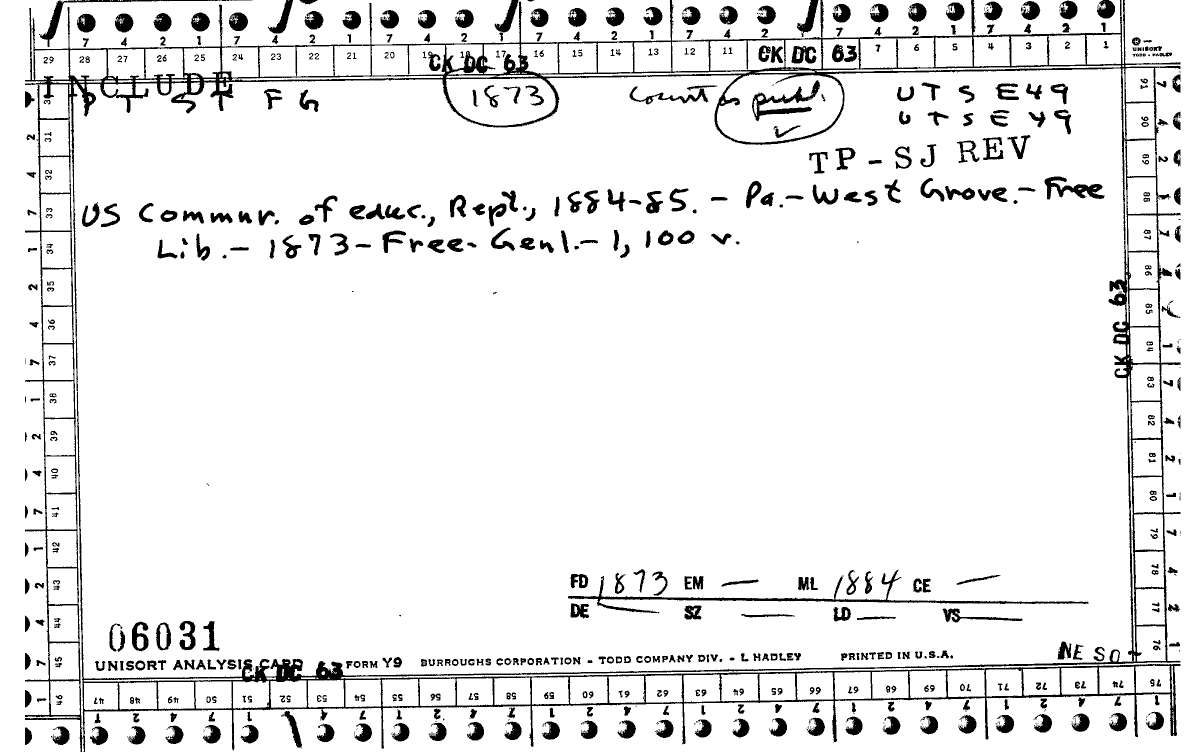 7 4 2 1 7 4 2 1 7 4 2 1 7 4 2 1 7 4 2 1 7 4 2 1
29 28 27 26 25 24 23 22 21 20 19 18 17 16 15 14 13 12 11 CK DC 63 7 6 5 4 3 2 1
UNISORT
TODD - HADLEY
CK DC 63
INCLUDE
P T S T F G 1873 Count as publ. UTS E49
UTSE49
TP-SJ REV
US Commnr. of educ., Rept., 1884-85. - Pa.-West Grove.-Free
Lib.- 1873-Free-Genl.-1,100 v.
CK DC 63
FD 1873 EM — ML 1884 CE —
DE — SZ — LD — VS —
06031
UNISORT ANALYSIS CARD FORM Y9 BURROUGHS CORPORATION - TODD COMPANY DIV. - L HADLEY PRINTED IN U.S.A.
CK DC 63
NE SO
47 48 49 50 51 52 53 54 55 56 57 58 59 60 61 62 63 64 65 66 67 68 69 70 71 72 73 74 75
31 32 33 34 35 36 37 38 39 40 41 42 43 44 45 46
91 90 89 88 87 86 85 84 83 82 81 80 79 78 77 76